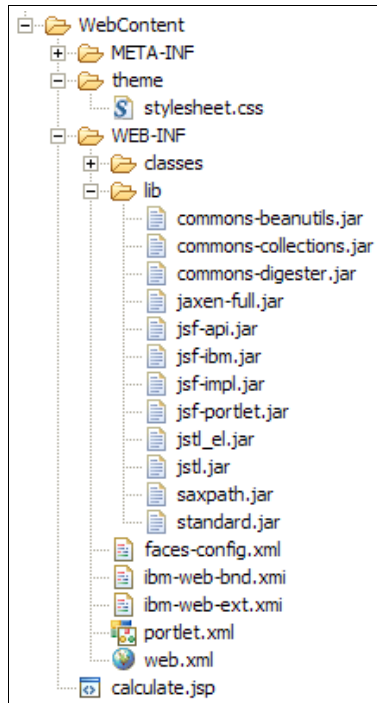 WebContent
META-INF
theme
stylesheet.css
WEB-INF
classes
lib
commons-beanutils.jar
commons-collections.jar
commons-digester.jar
jaxen-full.jar
jsf-api.jar
jsf-ibm.jar
jsf-impl.jar
jsf-portlet.jar
jstl_el.jar
jstl.jar
saxpath.jar
standard.jar
faces-config.xml
ibm-web-bnd.xmi
ibm-web-ext.xmi
portlet.xml
web.xml
calculate.jsp